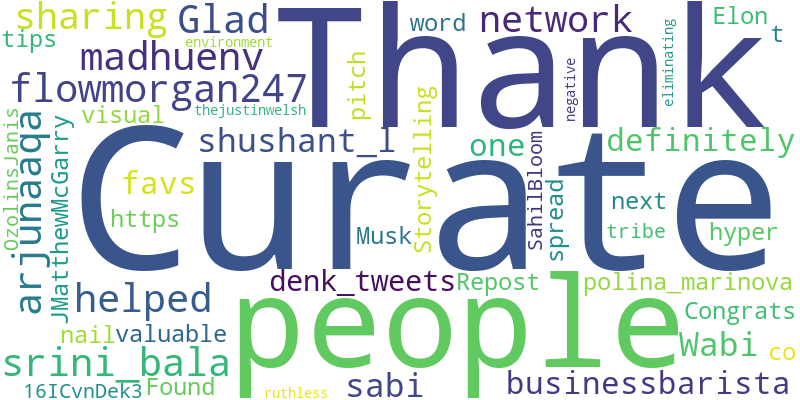 sharing
Glad
Thank
word
network
Elon
t
tips
environment
madhuenv
pitch
negative
eliminating
flowmorgan247
thejustinwelsh
visual
OzolinsJanis
arjunaaqa
JMatthewMcGarry
Curate
shushant_l
Storytelling
one
SahilBloom
definitely
favs
spread
next
https
Musk
tribe
hyper
denk_tweets
Repost
polina_marinova
helped
people
Congrats
nail
valuable
Wabi
co
srini_bala
16ICvnDek3
Found
ruthless
sabi
businessbarista